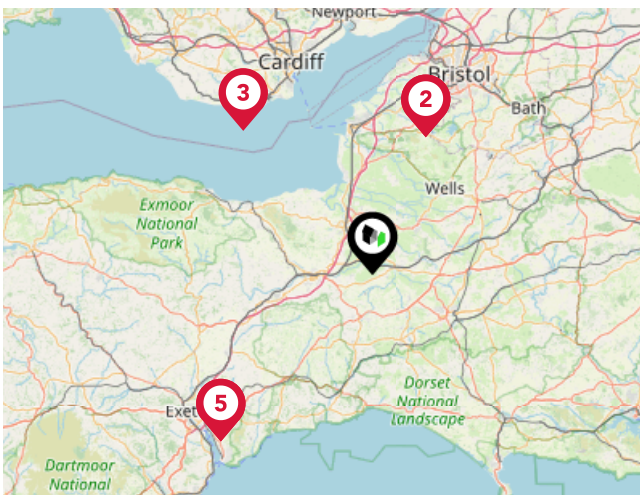 Newport
Cardiff
3
Bristol
2
Bath
Wells
Exmoor
National
Park
Dorset
National
Landscape
5
Exet
Dartmoor
National